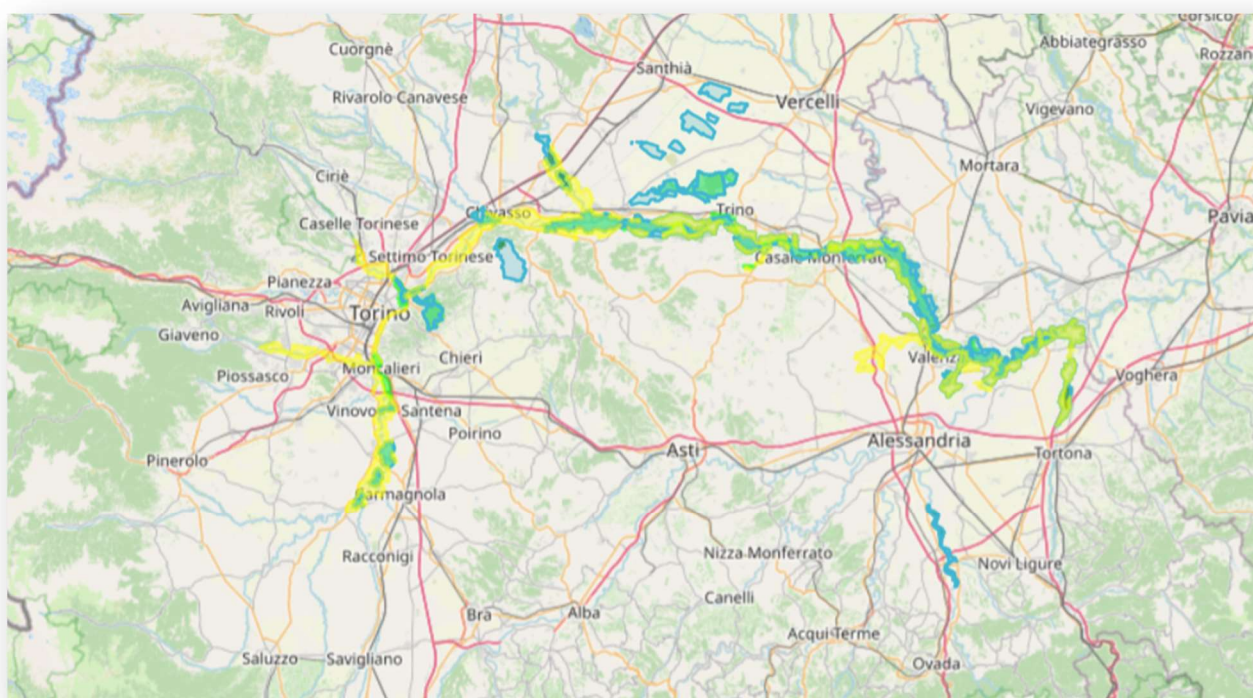 Corsico
Cuorgnè
Abbiategrasso
Rozzan
Santhià
Rivarolo Canavese
Vercelli
Vigevano
Mortara
Ciriè
Chivasso
Trino
Pavia
Caselle Torinese
Settimo Torinese
Casale Monferrato
Pianezza
Avigliana
Rivoli
Torino
Giaveno
Chieri
Valenza
Moncalieri
Piossasco
Voghera
Vinovo
Santena
Poirino
Alessandria
Asti
Tortona
Pinerolo
Carmagnola
Racconigi
Nizza Monferrato
Novi Ligure
Canelli
Bra
Alba
Acqui Terme
Saluzzo
Savigliano
Ovada